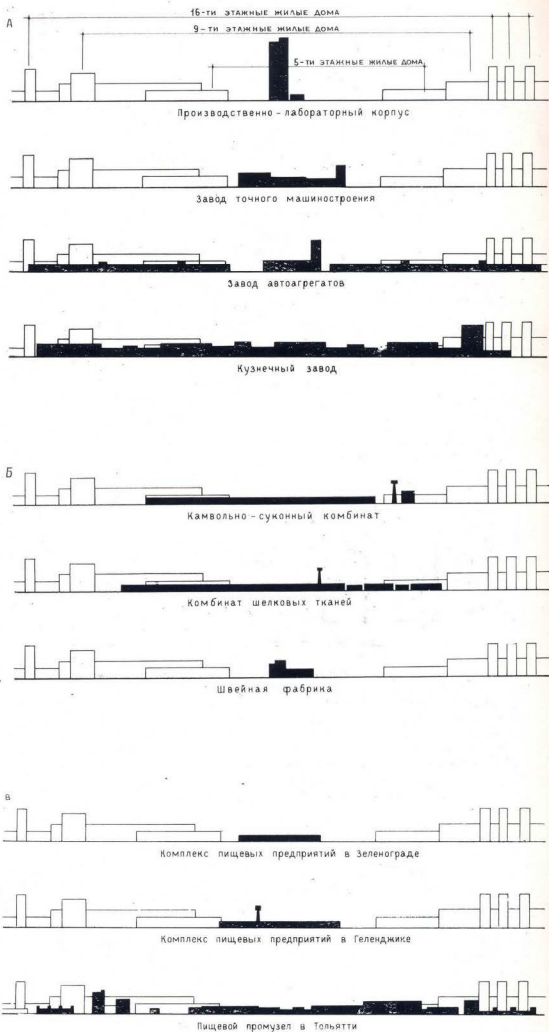 А
16-ти этажные жилые дома
9-ти этажные жилые дома
5-ти этажные жилые дома
Производственно-лабораторный корпус
Завод точного машиностроения
Завод автоагрегатов
Кузнечный завод
Б
Камвольно-суконный комбинат
Комбинат шелковых тканей
Швейная фабрика
в
Комплекс пищевых предприятий в Зеленограде
Комплекс пищевых предприятий в Геленджике
Пищевой промузел в Тольятти